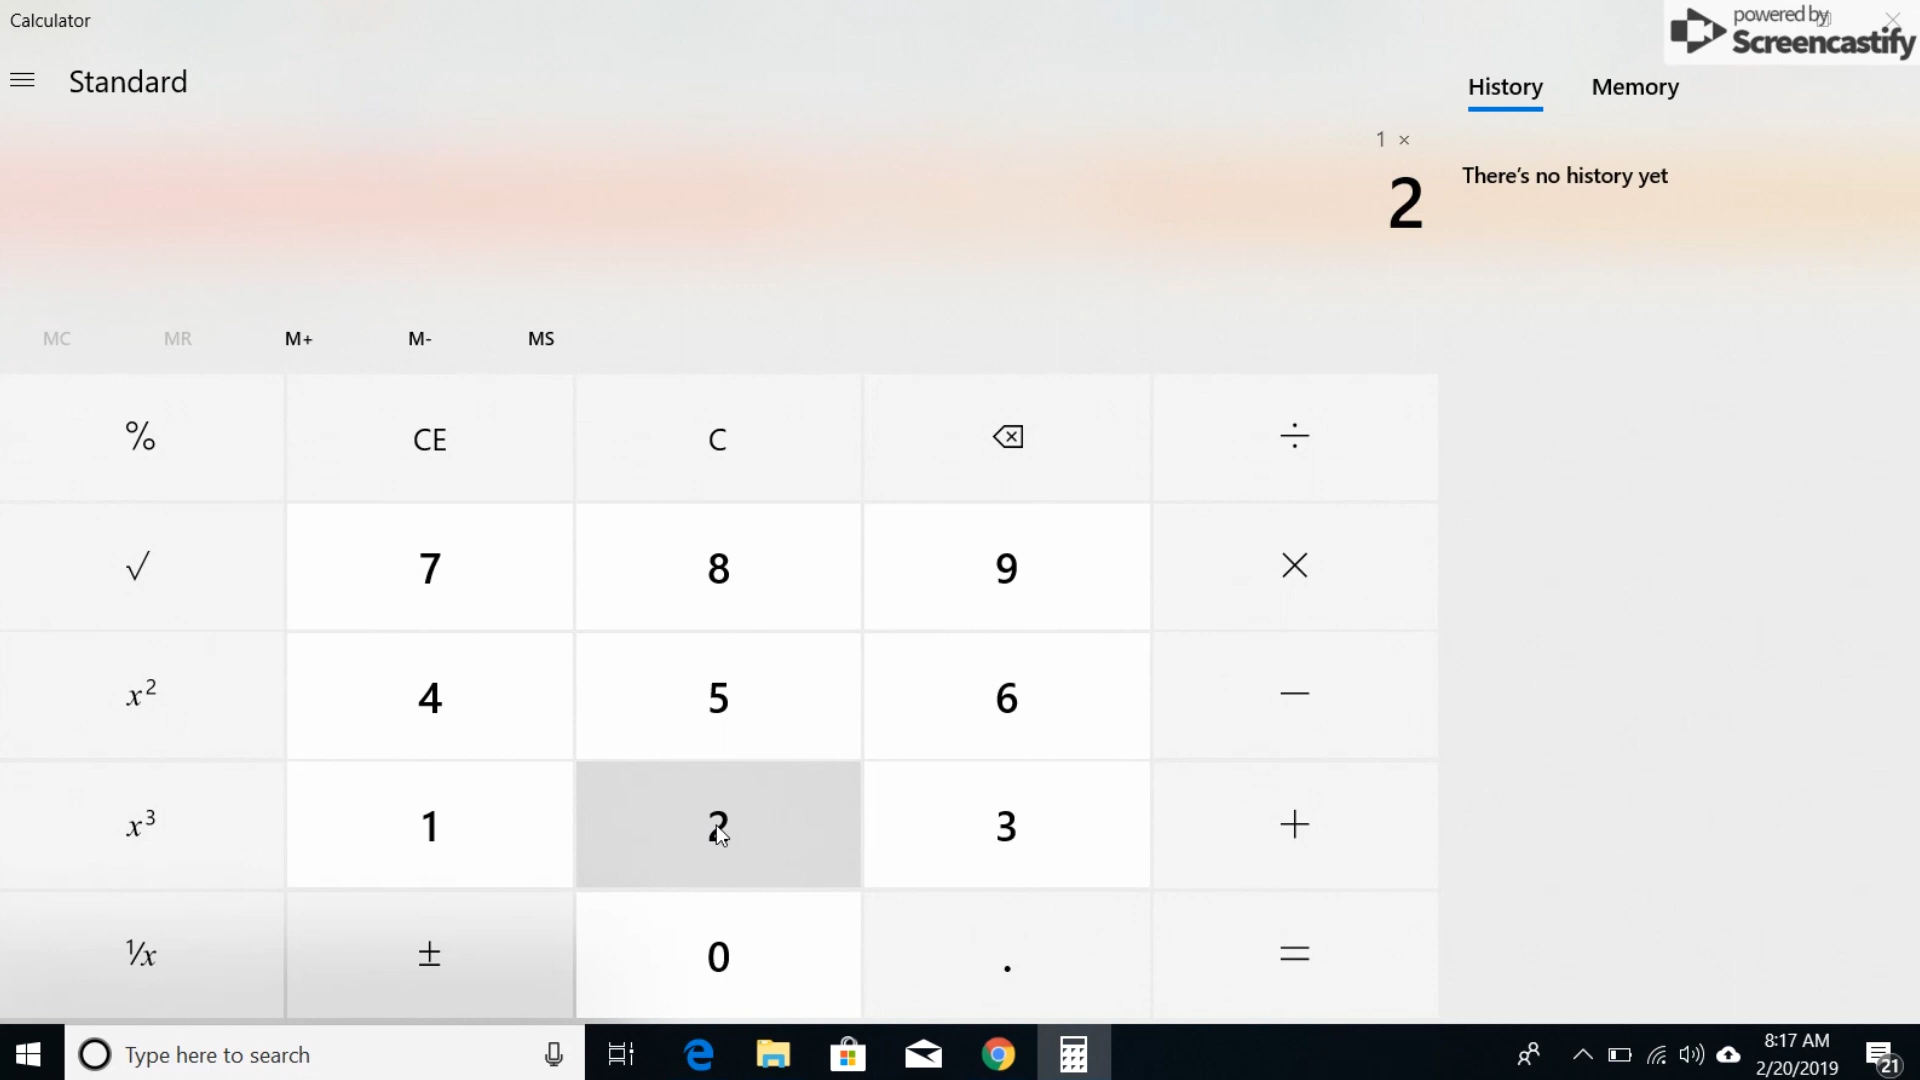 Calculator
powered by
Screencastify
Standard
History
Memory
1 ×
There's no history yet
2
MC
MR
M+
M-
MS
%
CE
C
÷
√
7
8
9
×
x²
4
5
6
−
x³
1
2
3
+
¹/x
±
0
.
=
Type here to search
8:17 AM
2/20/2019
21